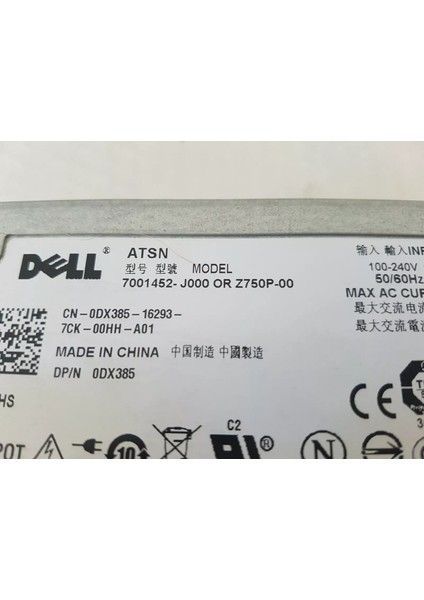 DELL
ATSN
型号 型號 MODEL
7001452-J000 OR Z750P-00
输入 輸入INP
100-240V
50/60Hz
MAX AC CUR
最大交流电流
最大交流電
CN-0DX385-16293-
7CK-00HH-A01
MADE IN CHINA 中国制造 中國製造
DP/N 0DX385
HS
POT
10
C2
CE